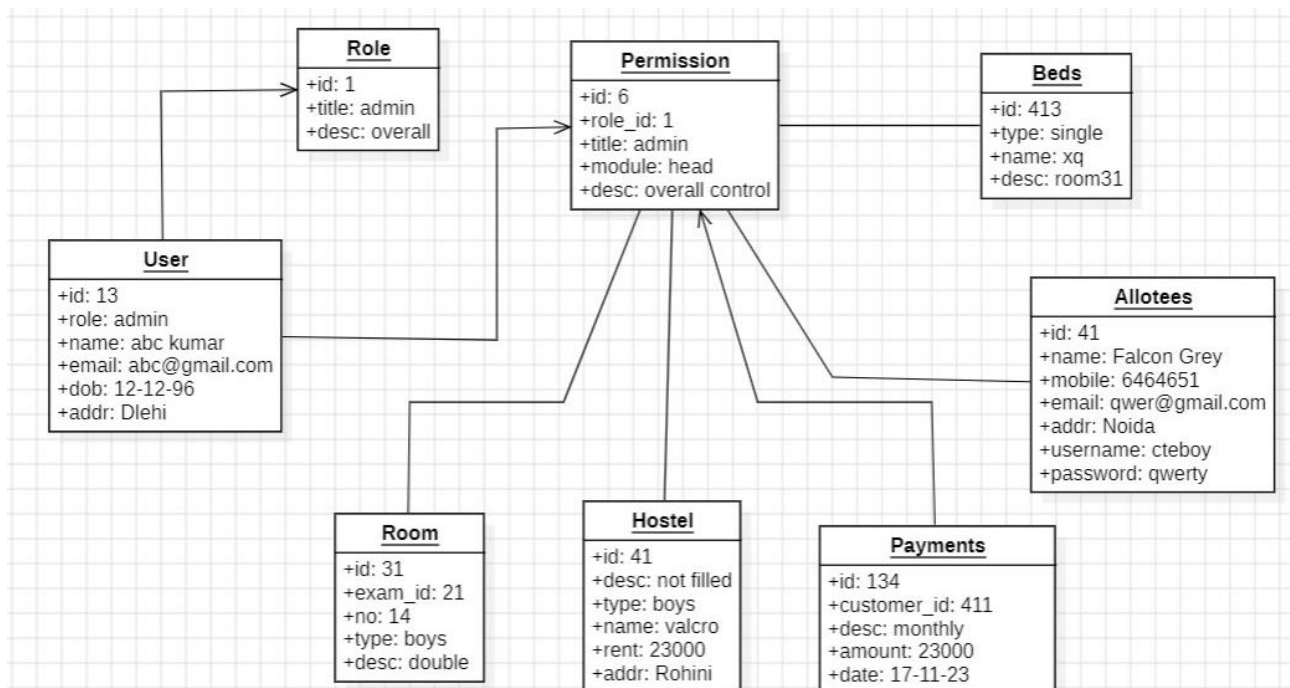 Role
+id: 1
+title: admin
+desc: overall
Permission
+id: 6
+role_id: 1
+title: admin
+module: head
+desc: overall control
Beds
+id: 413
+type: single
+name: xq
+desc: room31
User
+id: 13
+role: admin
+name: abc kumar
+email: abc@gmail.com
+dob: 12-12-96
+addr: Dlehi
Allotees
+id: 41
+name: Falcon Grey
+mobile: 6464651
+email: qwer@gmail.com
+addr: Noida
+username: cteboy
+password: qwerty
Room
+id: 31
+exam_id: 21
+no: 14
+type: boys
+desc: double
Hostel
+id: 41
+desc: not filled
+type: boys
+name: valcro
+rent: 23000
+addr: Rohini
Payments
+id: 134
+customer_id: 411
+desc: monthly
+amount: 23000
+date: 17-11-23